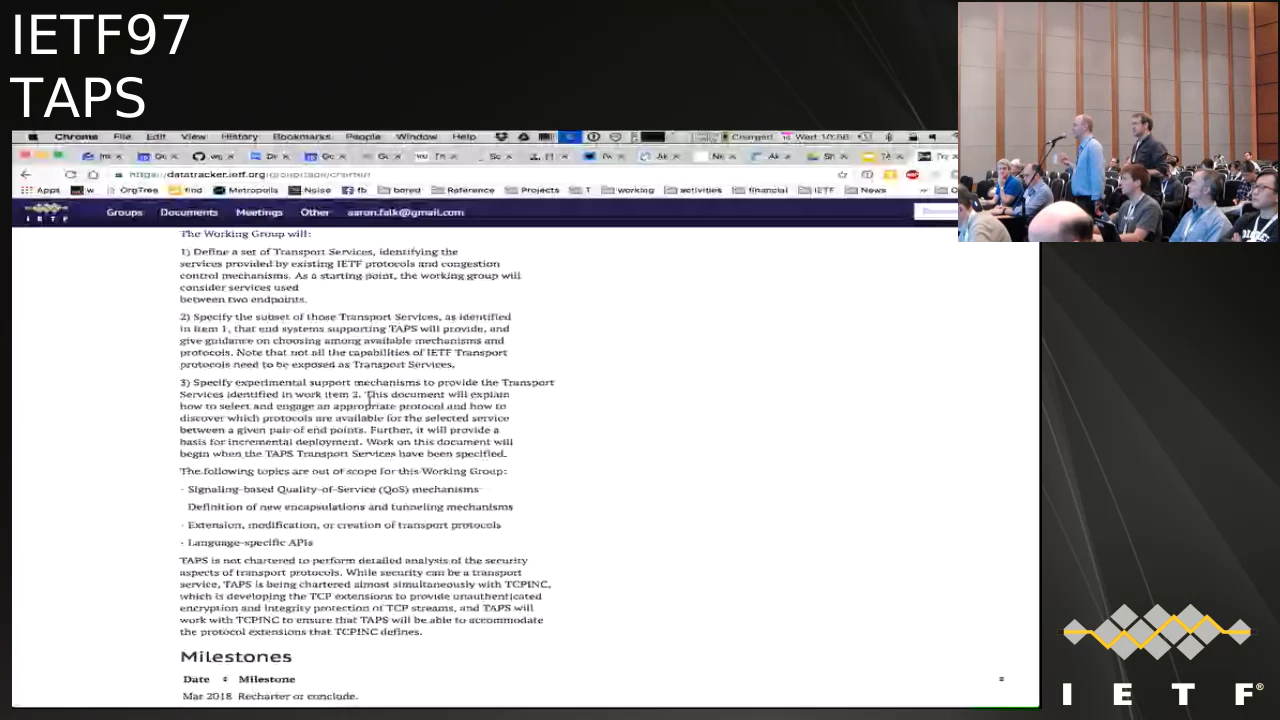 IETF97
TAPS
Chrome File Edit View History Bookmarks People Window Help Charged Wed 10:58
https://datatracker.ietf.org/group/taps/charter/
Apps w OrgTree find Metropolis Noise fb bored Reference Projects T working activities financial IETF News
IETF Groups Documents Meetings Other aaron.falk@gmail.com
The Working Group will:
1) Define a set of Transport Services, identifying the
services provided by existing IETF protocols and congestion
control mechanisms. As a starting point, the working group will
consider services used
between two endpoints.
2) Specify the subset of those Transport Services, as identified
in item 1, that end systems supporting TAPS will provide, and
give guidance on choosing among available mechanisms and
protocols. Note that not all the capabilities of IETF Transport
protocols need to be exposed as Transport Services.
3) Specify experimental support mechanisms to provide the Transport
Services identified in work item 2. This document will explain
how to select and engage an appropriate protocol and how to
discover which protocols are available for the selected service
between a given pair of end points. Further, it will provide a
basis for incremental deployment. Work on this document will
begin when the TAPS Transport Services have been specified.
The following topics are out of scope for this Working Group:
- Signaling-based Quality-of-Service (QoS) mechanisms
Definition of new encapsulations and tunneling mechanisms
- Extension, modification, or creation of transport protocols
- Language-specific APIs
TAPS is not chartered to perform detailed analysis of the security
aspects of transport protocols. While security can be a transport
service, TAPS is being chartered almost simultaneously with TCPINC,
which is developing the TCP extensions to provide unauthenticated
encryption and integrity protection of TCP streams, and TAPS will
work with TCPINC to ensure that TAPS will be able to accommodate
the protocol extensions that TCPINC defines.
Milestones
Date Milestone
Mar 2018 Recharter or conclude.
I E T F®